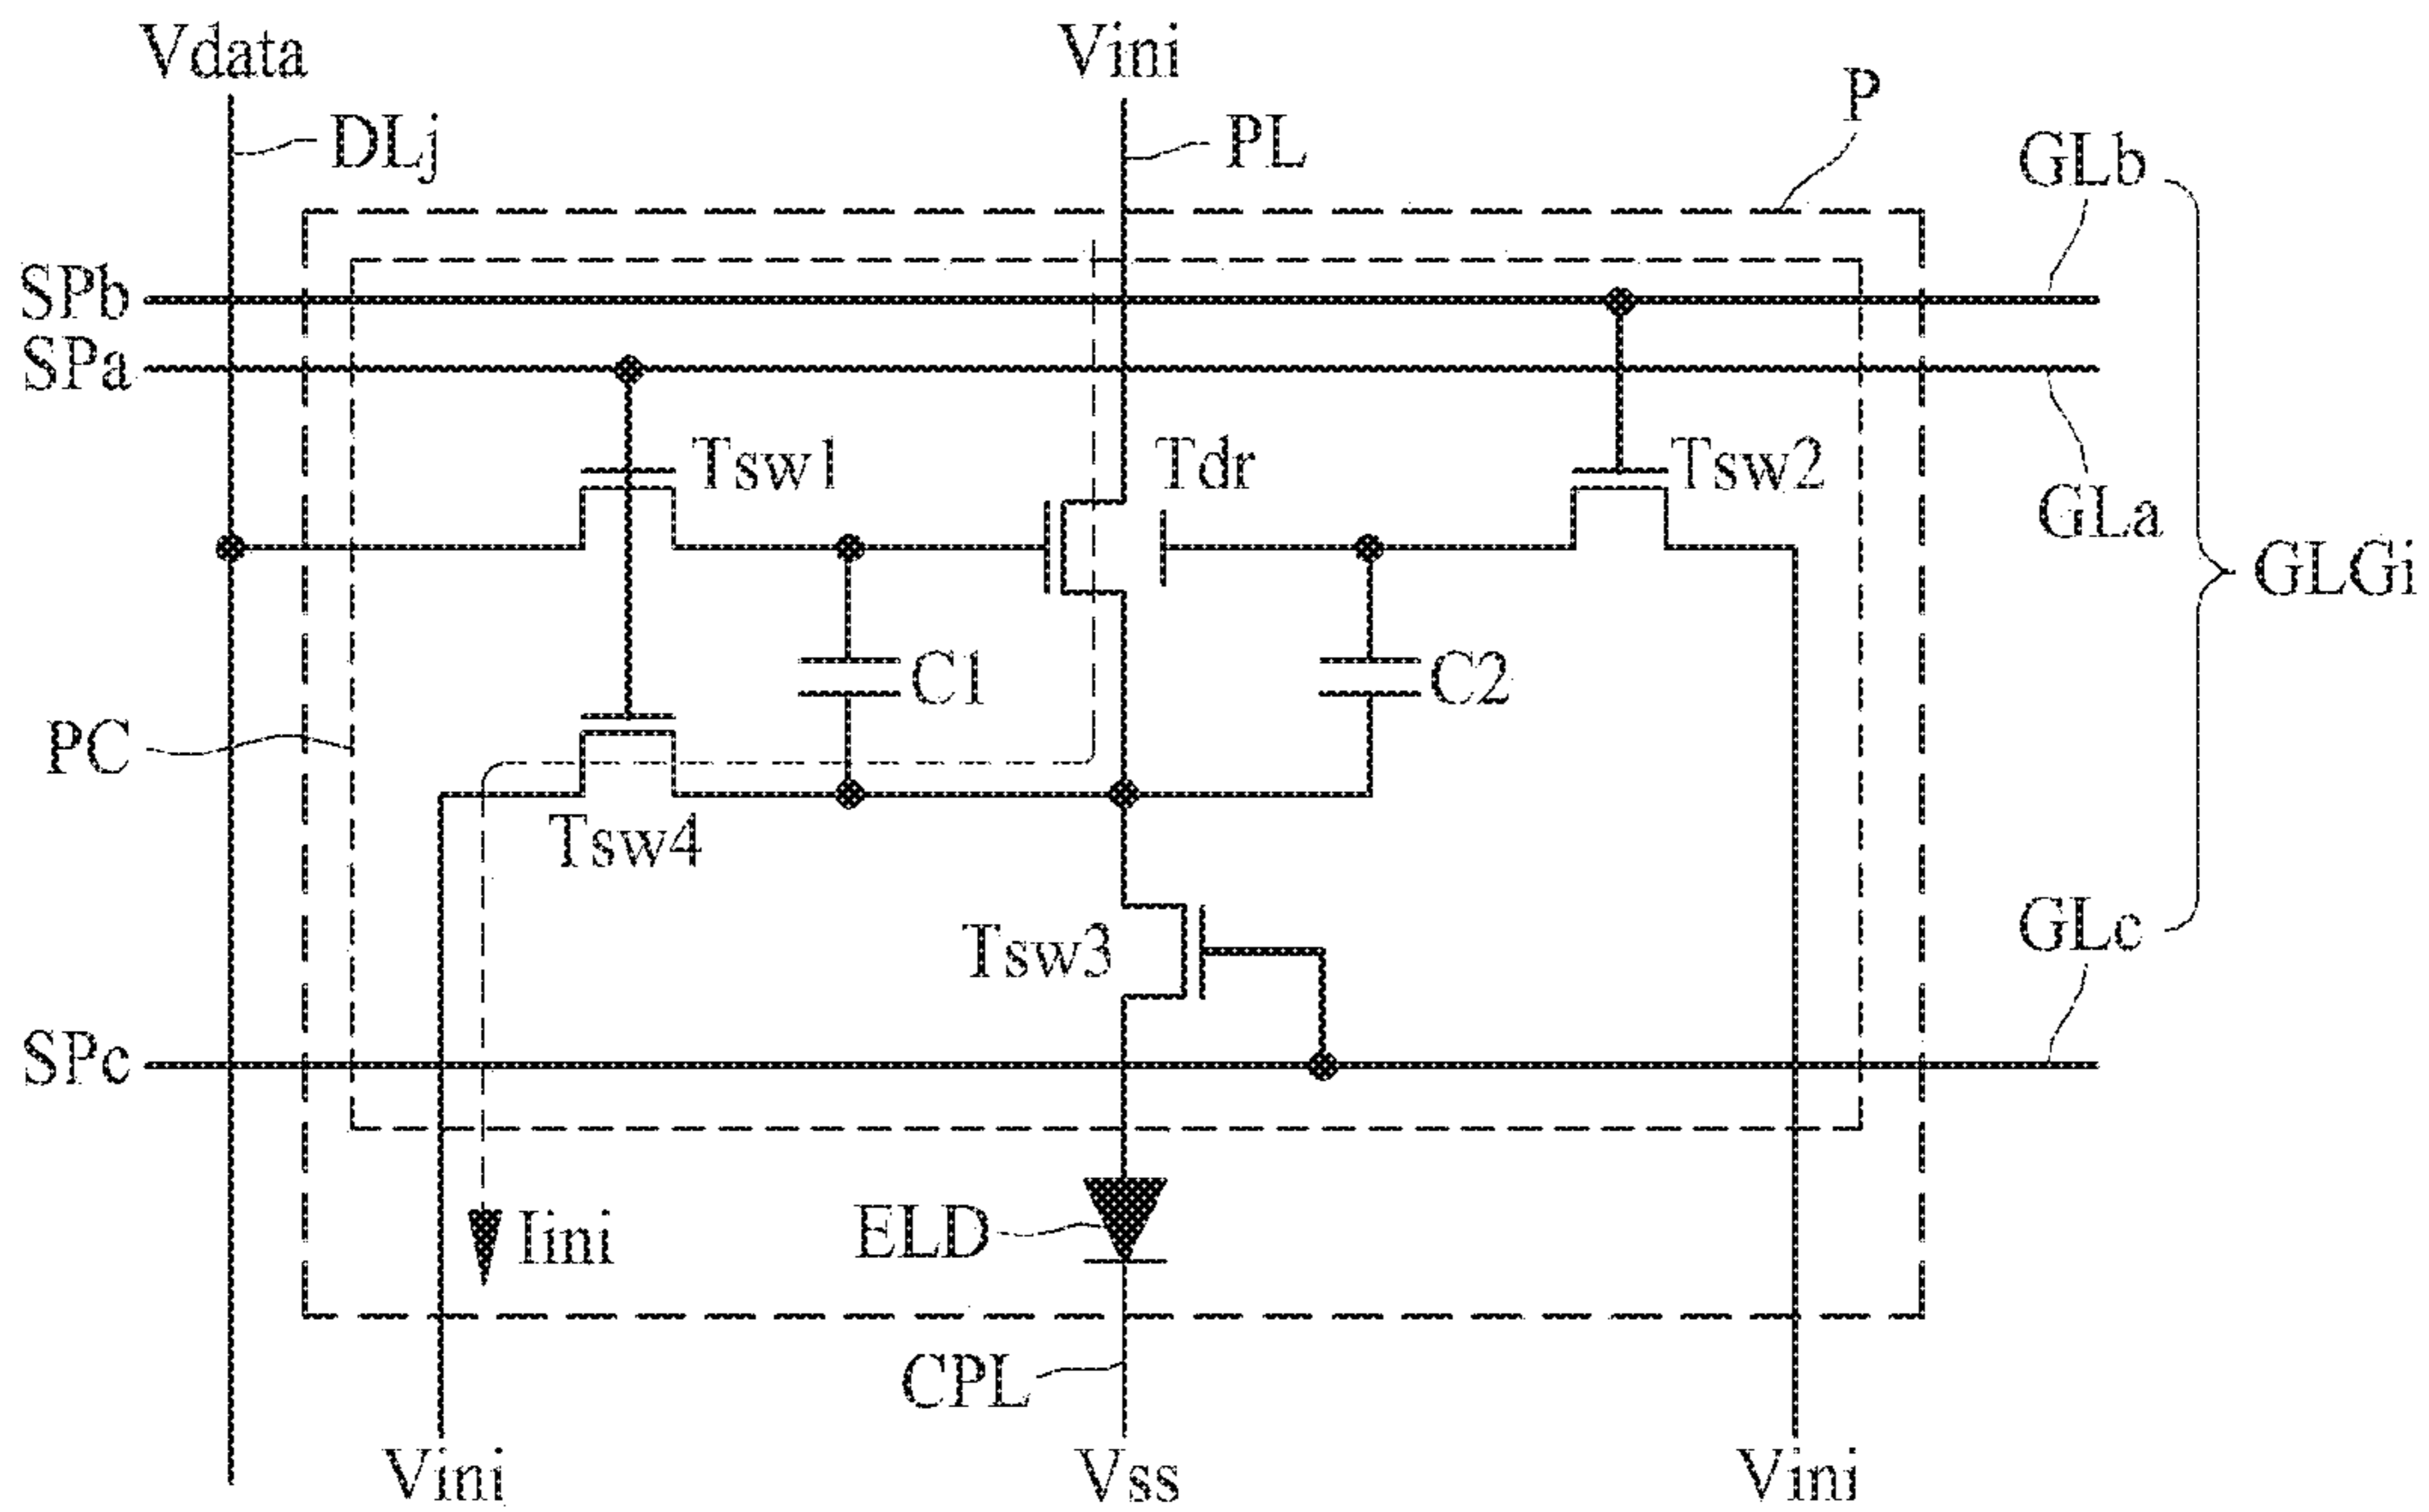 Vdata
Vini
DLj
PL
P
GLb
SPb
SPa
Tsw1
Tdr
Tsw2
GLa
GLGi
C1
C2
PC
Tsw4
Tsw3
GLc
SPc
ELD
Iini
CPL
Vini
Vss
Vini